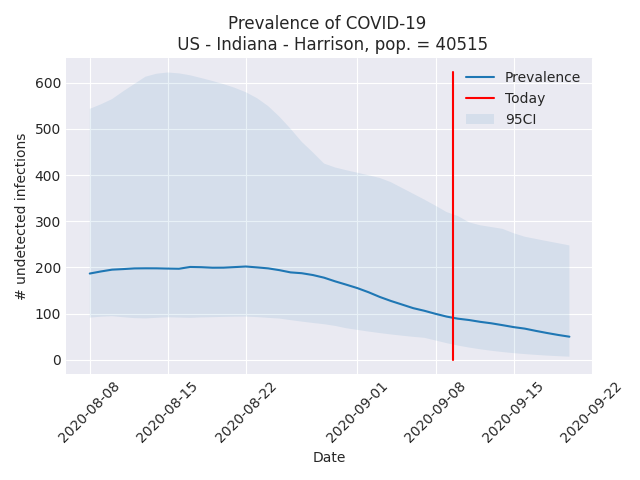 Prevalence of COVID-19
US - Indiana - Harrison, pop. = 40515
Prevalence
Today
95CI
# undetected infections
600
500
400
300
200
100
0
2020-08-08
2020-08-15
2020-08-22
2020-09-01
2020-09-08
2020-09-15
2020-09-22
Date